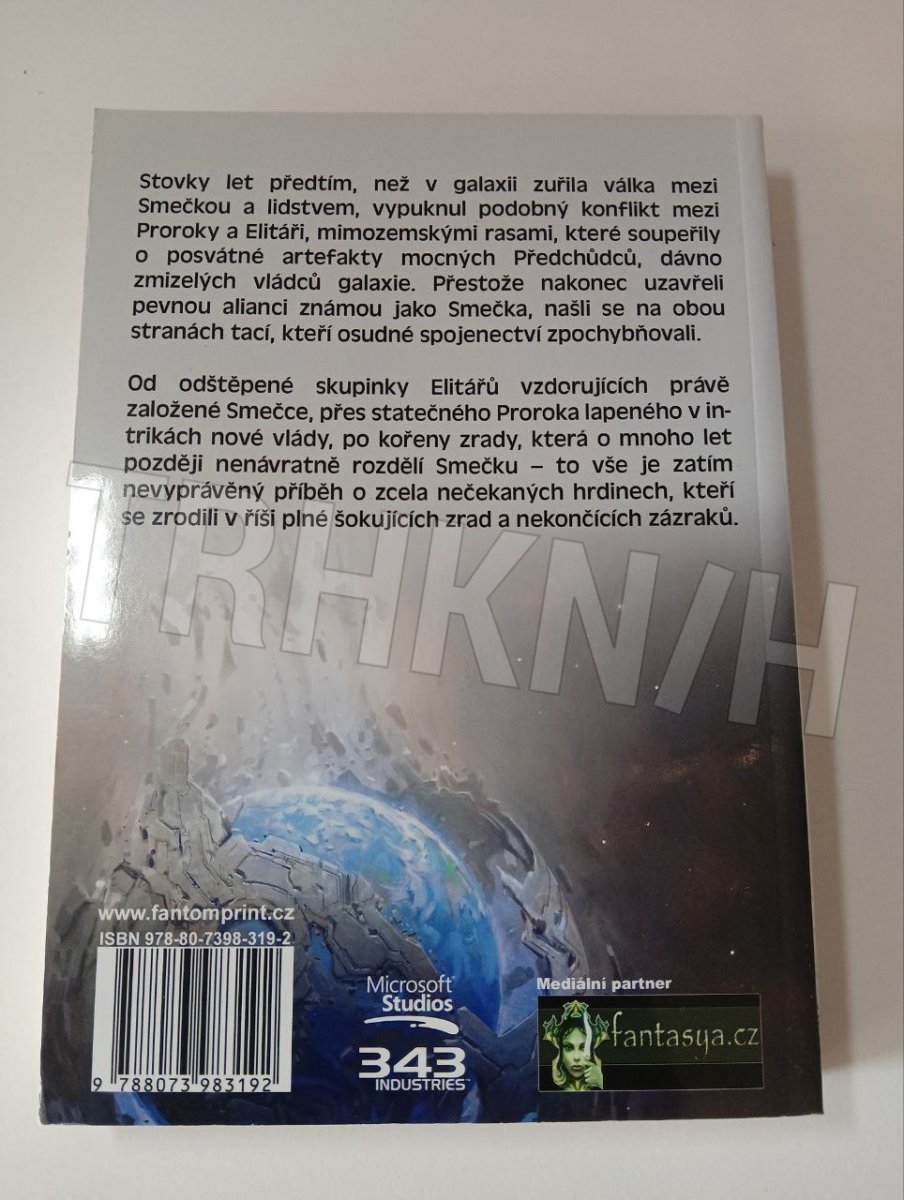 Stovky let předtím, než v galaxii zuřila válka mezi
Smečkou a lidstvem, vypuknul podobný konflikt mezi
Proroky a Elitáři, mimozemskými rasami, které soupeřily
o posvátné artefakty mocných Předchůdců, dávno
zmizelých vládců galaxie. Přestože nakonec uzavřeli
pevnou alianci známou jako Smečka, našli se na obou
stranách tací, kteří osudné spojenectví zpochybňovali.
Od odštěpené skupinky Elitářů vzdorujících právě
založené Smečce, přes statečného Proroka lapeného v in-
trikách nové vlády, po kořeny zrady, která o mnoho let
později nenávratně rozdělí Smečku – to vše je zatím
nevyprávěný příběh o zcela nečekaných hrdinech, kteří
se zrodili v říši plné šokujících zrad a nekončících zázraků.
TRHKN/H
www.fantomprint.cz
ISBN 978-80-7398-319-2
9 788073 983192
Microsoft®
Studios
343
INDUSTRIES™
Mediální partner
fantasya.cz